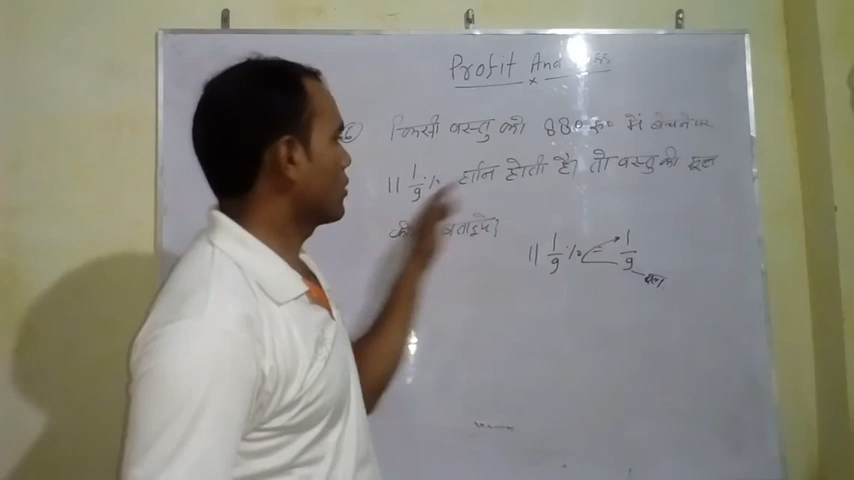 Profit And
किसी वस्तु को 880 रु० में बेचने पर
11 1/9 % हानि होती है। तो वस्तु की क्रय
बताइये।
11 1/9 % = 1/9